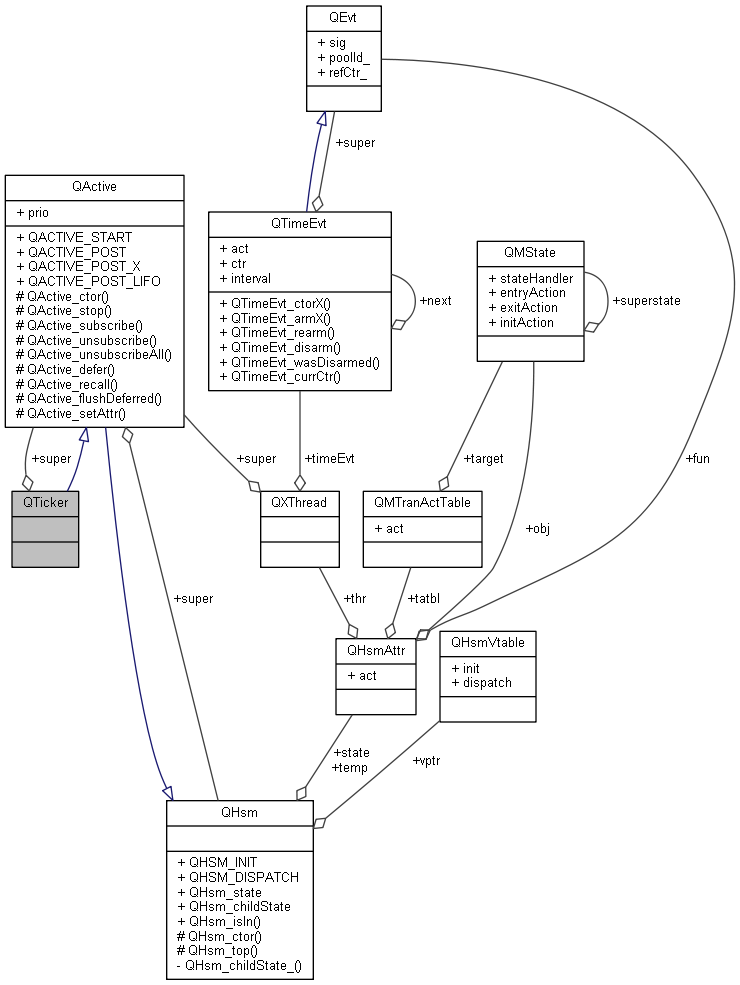 QEvt
+ sig
+ poolId_
+ refCtr_
+super
QActive
+ prio
+ QACTIVE_START
+ QACTIVE_POST
+ QACTIVE_POST_X
+ QACTIVE_POST_LIFO
# QActive_ctor()
# QActive_stop()
# QActive_subscribe()
# QActive_unsubscribe()
# QActive_unsubscribeAll()
# QActive_defer()
# QActive_recall()
# QActive_flushDeferred()
# QActive_setAttr()
QTimeEvt
+ act
+ ctr
+ interval
+ QTimeEvt_ctorX()
+ QTimeEvt_armX()
+ QTimeEvt_rearm()
+ QTimeEvt_disarm()
+ QTimeEvt_wasDisarmed()
+ QTimeEvt_currCtr()
+next
QMState
+ stateHandler
+ entryAction
+ exitAction
+ initAction
+superstate
+super
+super
+timeEvt
+target
+fun
QTicker
QXThread
QMTranActTable
+ act
+obj
+super
+thr
+tatbl
QHsmAttr
+ act
QHsmVtable
+ init
+ dispatch
+state
+temp
+vptr
QHsm
+ QHSM_INIT
+ QHSM_DISPATCH
+ QHsm_state
+ QHsm_childState
+ QHsm_isIn()
# QHsm_ctor()
# QHsm_top()
- QHsm_childState_()